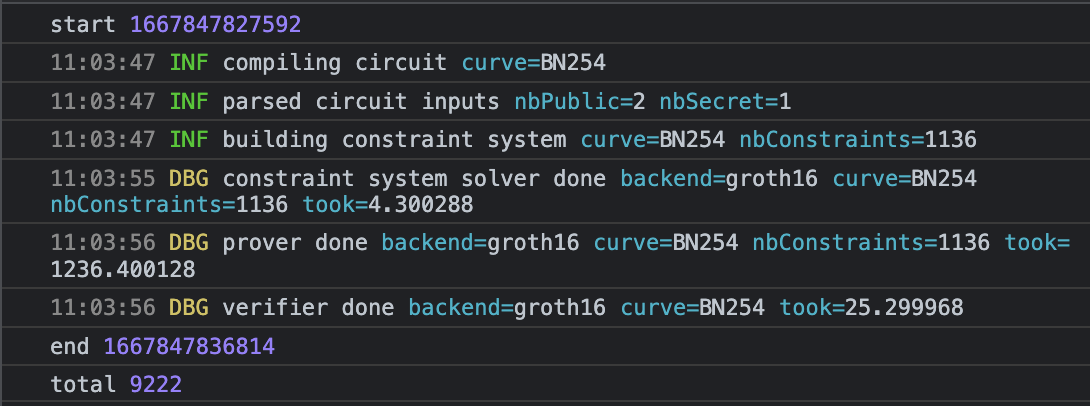 start 1667847827592
11:03:47 INF compiling circuit curve=BN254
11:03:47 INF parsed circuit inputs nbPublic=2 nbSecret=1
11:03:47 INF building constraint system curve=BN254 nbConstraints=1136
11:03:55 DBG constraint system solver done backend=groth16 curve=BN254
nbConstraints=1136 took=4.300288
11:03:56 DBG prover done backend=groth16 curve=BN254 nbConstraints=1136 took=
1236.400128
11:03:56 DBG verifier done backend=groth16 curve=BN254 took=25.299968
end 1667847836814
total 9222